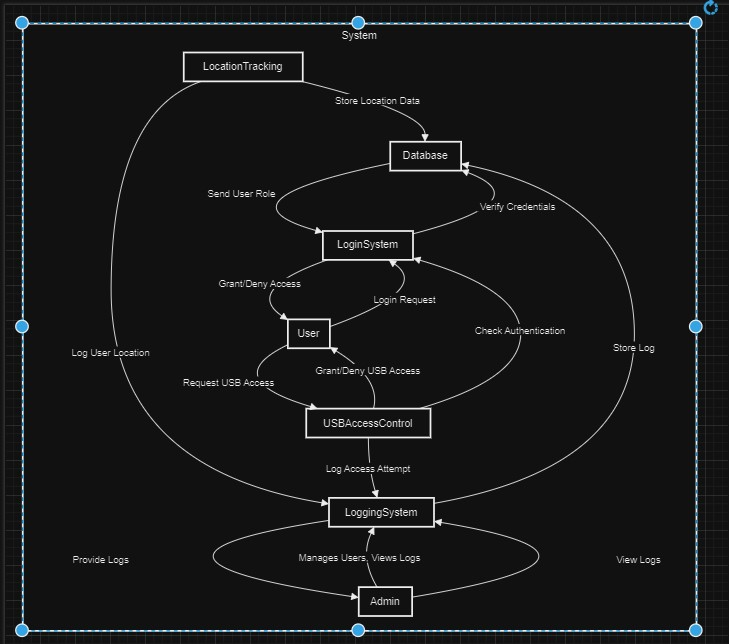 System
LocationTracking
Store Location Data
Database
Send User Role
Verify Credentials
LoginSystem
Grant/Deny Access
Login Request
User
Check Authentication
Store Log
Log User Location
Grant/Deny USB Access
Request USB Access
USBAccessControl
Log Access Attempt
LoggingSystem
Provide Logs
Manages Users, Views Logs
View Logs
Admin